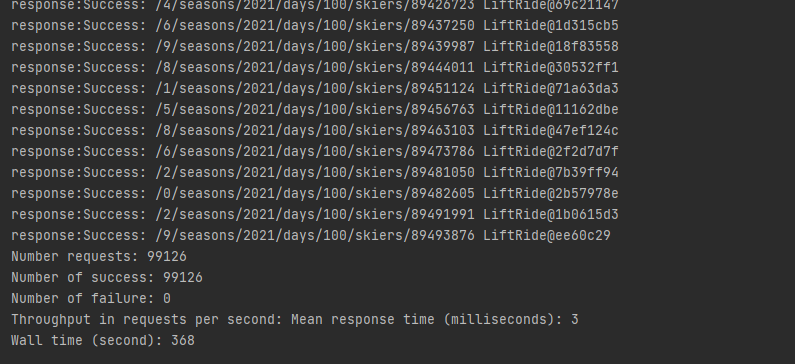 response:Success: /4/seasons/2021/days/100/skiers/89426723 LiftRide@69c21147
response:Success: /6/seasons/2021/days/100/skiers/89437250 LiftRide@1d315cb5
response:Success: /9/seasons/2021/days/100/skiers/89439987 LiftRide@18f83558
response:Success: /8/seasons/2021/days/100/skiers/89444011 LiftRide@30532ff1
response:Success: /1/seasons/2021/days/100/skiers/89451124 LiftRide@71a63da3
response:Success: /5/seasons/2021/days/100/skiers/89456763 LiftRide@11162dbe
response:Success: /8/seasons/2021/days/100/skiers/89463103 LiftRide@47ef124c
response:Success: /6/seasons/2021/days/100/skiers/89473786 LiftRide@2f2d7d7f
response:Success: /2/seasons/2021/days/100/skiers/89481050 LiftRide@7b39ff94
response:Success: /0/seasons/2021/days/100/skiers/89482605 LiftRide@2b57978e
response:Success: /2/seasons/2021/days/100/skiers/89491991 LiftRide@1b0615d3
response:Success: /9/seasons/2021/days/100/skiers/89493876 LiftRide@ee60c29
Number requests: 99126
Number of success: 99126
Number of failure: 0
Throughput in requests per second: Mean response time (milliseconds): 3
Wall time (second): 368